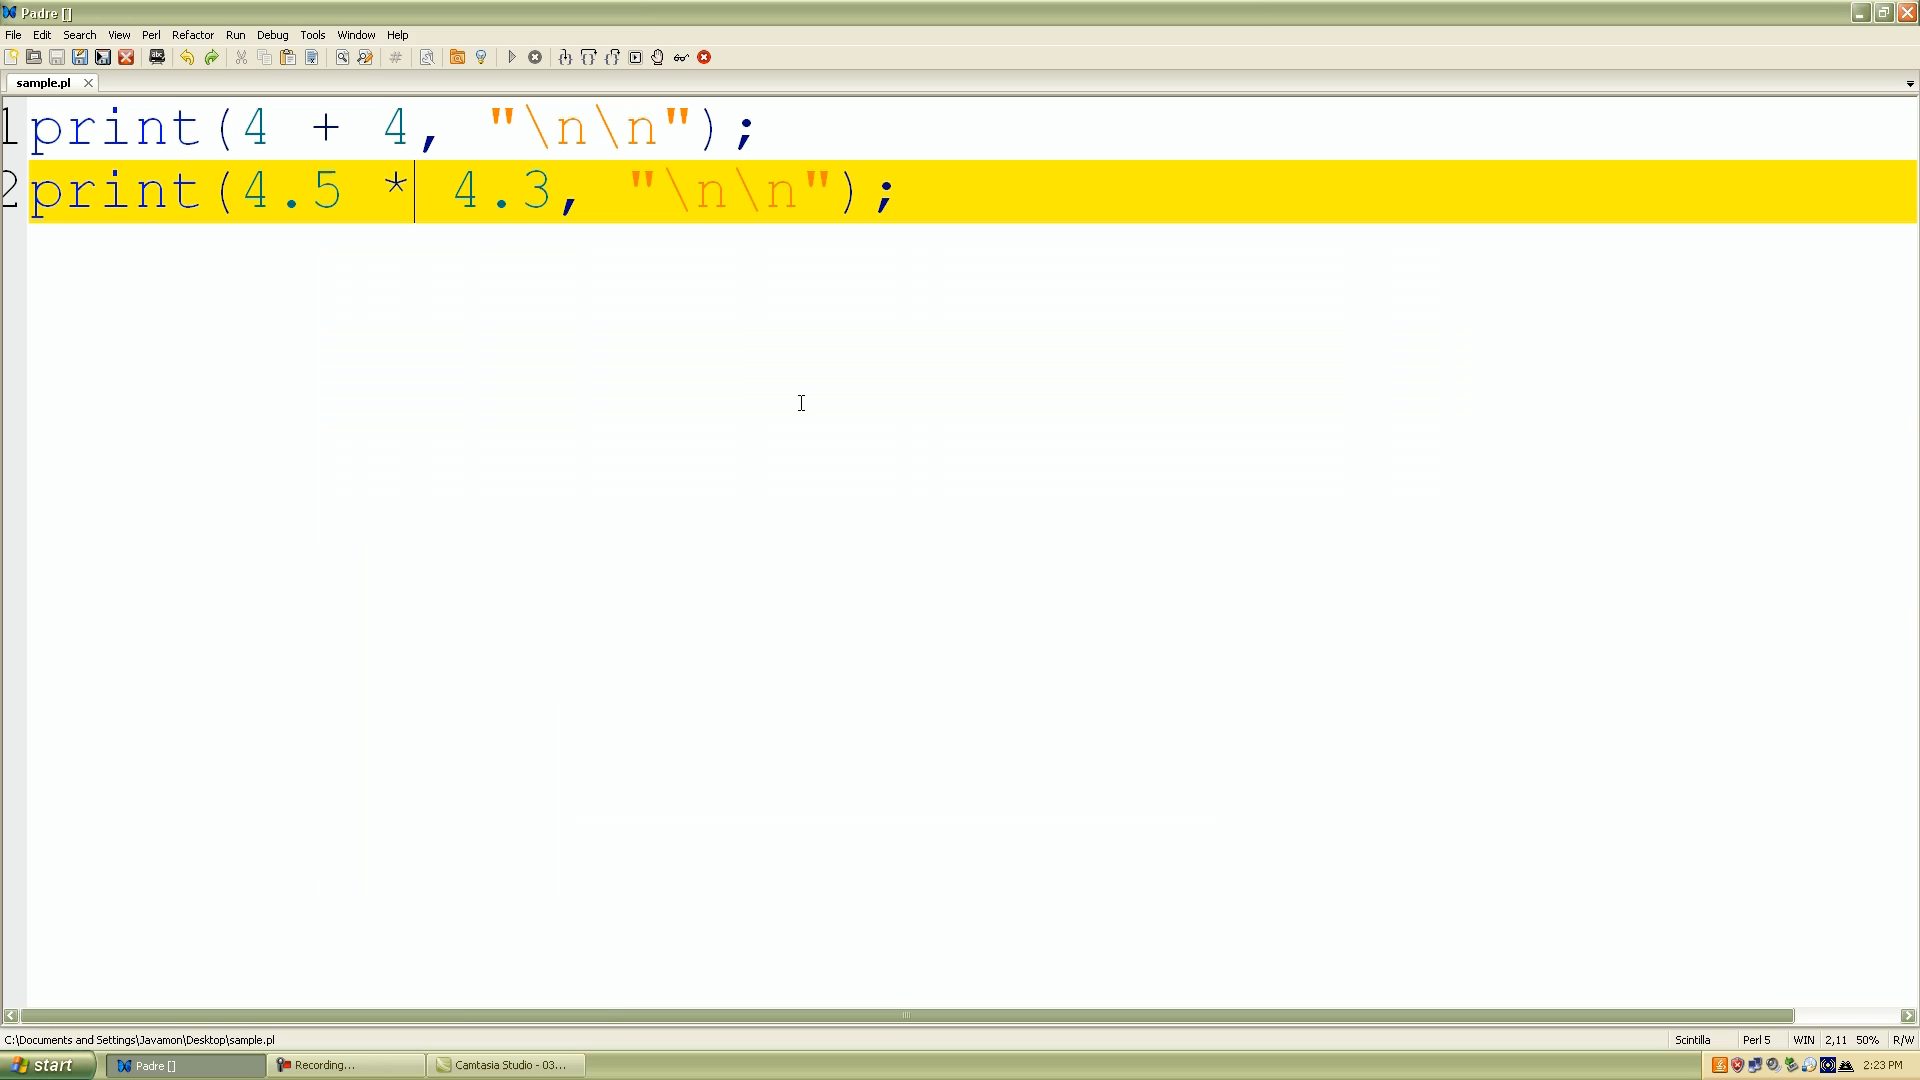 Padre []
File Edit Search View Perl Refactor Run Debug Tools Window Help
sample.pl
1 print(4 + 4, "\n\n");
2 print(4.5 * 4.3, "\n\n");
C:\Documents and Settings\Javamon\Desktop\sample.pl Scintilla Perl 5 WIN 2,11 50% R/W
start Padre [] Recording... Camtasia Studio - 03... 2:23 PM